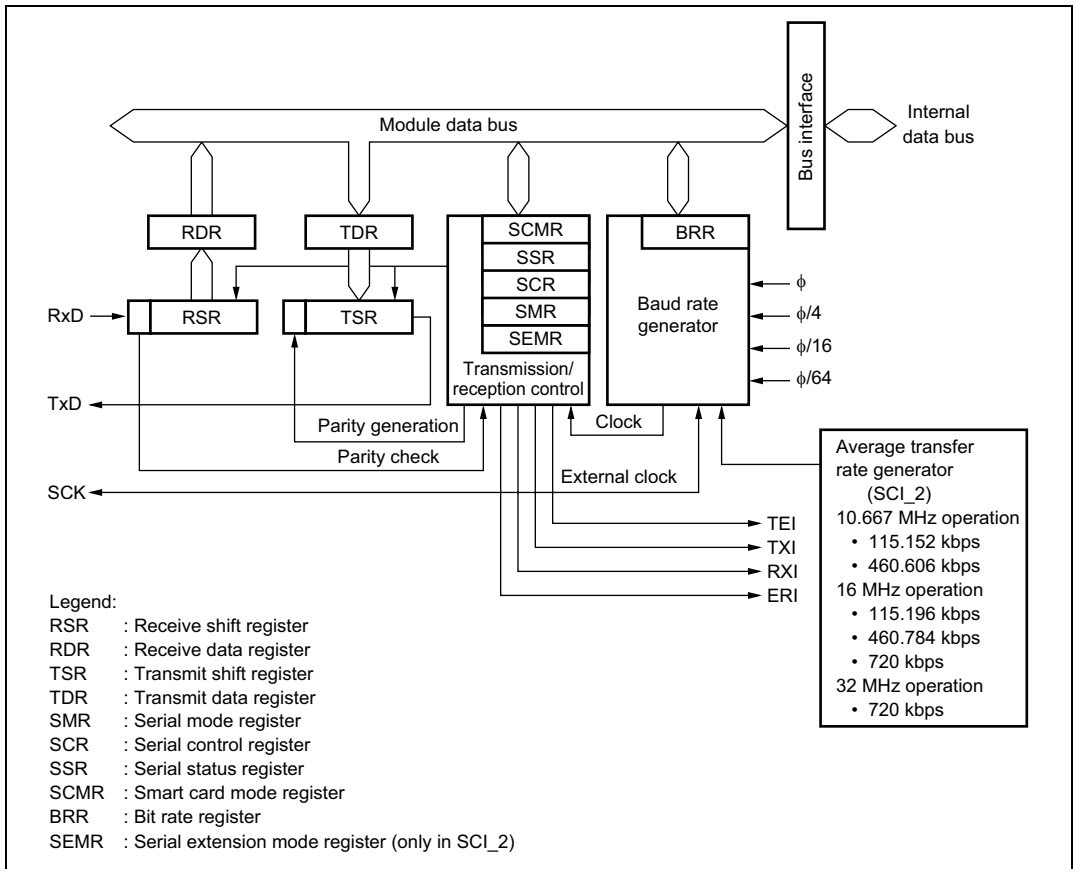 Module data bus
Bus interface
Internal
data bus
RDR
TDR
SCMR
SSR
SCR
SMR
SEMR
Transmission/
reception control
BRR
Baud rate
generator
ϕ
ϕ/4
ϕ/16
ϕ/64
RxD
RSR
TSR
TxD
Parity generation
Parity check
Clock
SCK
External clock
TEI
TXI
RXI
ERI
Average transfer
rate generator
(SCI_2)
10.667 MHz operation
• 115.152 kbps
• 460.606 kbps
16 MHz operation
• 115.196 kbps
• 460.784 kbps
• 720 kbps
32 MHz operation
• 720 kbps
Legend:
RSR : Receive shift register
RDR : Receive data register
TSR : Transmit shift register
TDR : Transmit data register
SMR : Serial mode register
SCR : Serial control register
SSR : Serial status register
SCMR : Smart card mode register
BRR : Bit rate register
SEMR : Serial extension mode register (only in SCI_2)